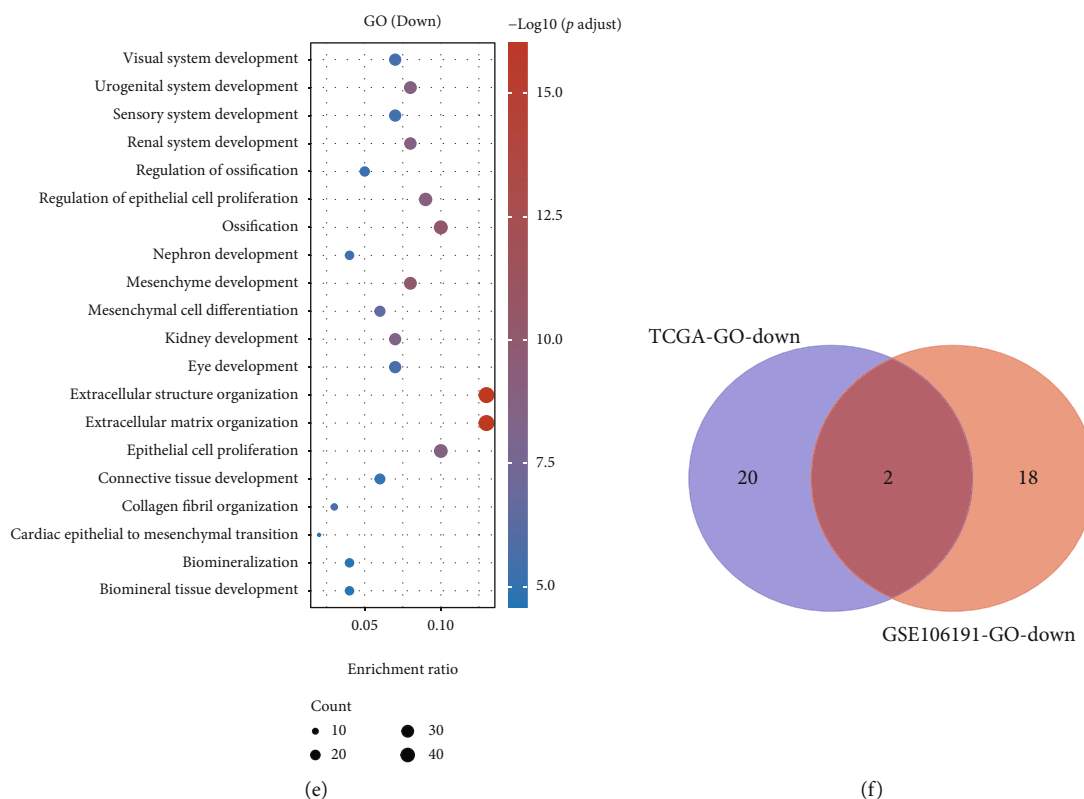 GO (Down)
−Log10 (p adjust)
Visual system development
Urogenital system development
Sensory system development
Renal system development
Regulation of ossification
Regulation of epithelial cell proliferation
Ossification
Nephron development
Mesenchyme development
Mesenchymal cell differentiation
Kidney development
Eye development
Extracellular structure organization
Extracellular matrix organization
Epithelial cell proliferation
Connective tissue development
Collagen fibril organization
Cardiac epithelial to mesenchymal transition
Biomineralization
Biomineral tissue development
0.05 0.10
Enrichment ratio
15.0
12.5
10.0
7.5
5.0
Count
10 30
20 40
(e)
TCGA-GO-down
20 2 18
GSE106191-GO-down
(f)